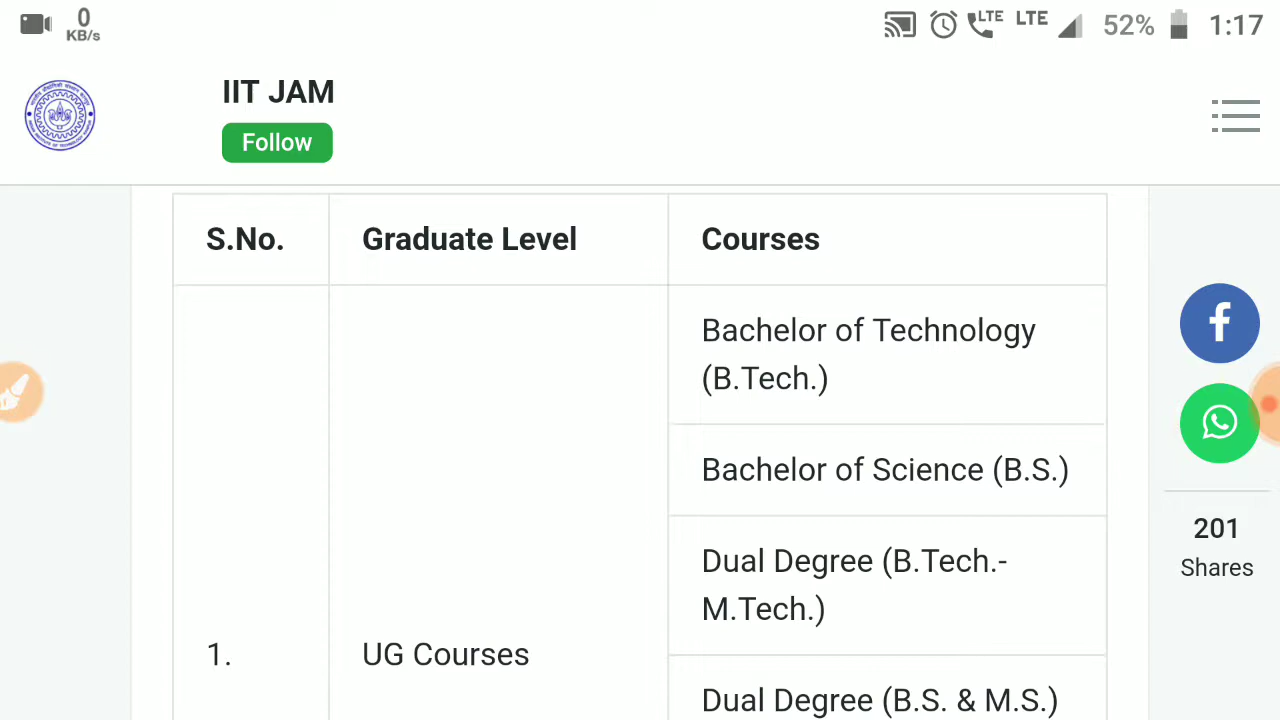 0
KB/s
LTE
LTE
52%
1:17
IIT JAM
Follow
S.No.
Graduate Level
Courses
Bachelor of Technology
(B.Tech.)
Bachelor of Science (B.S.)
Dual Degree (B.Tech.-
M.Tech.)
1.
UG Courses
Dual Degree (B.S. & M.S.)
201
Shares